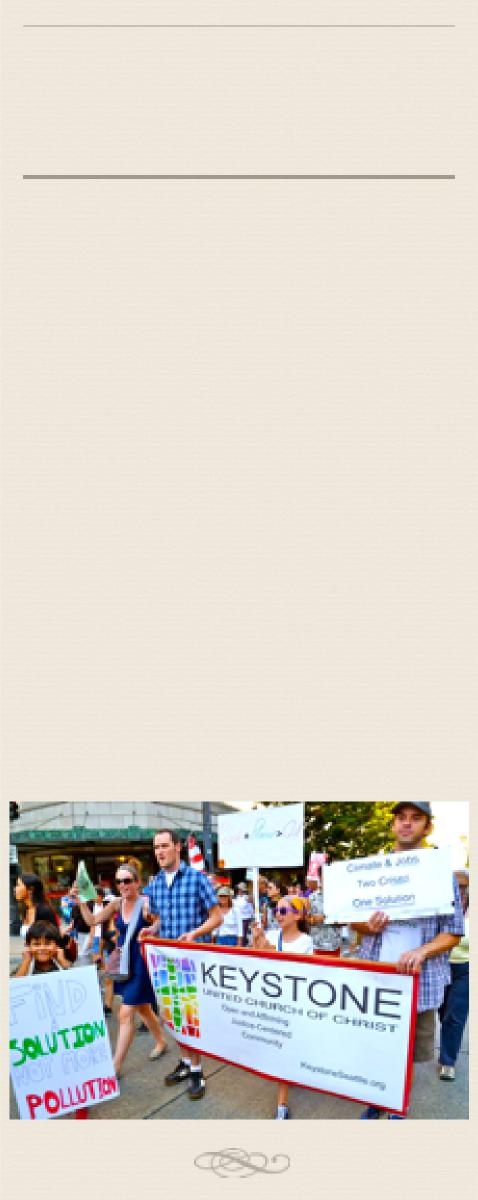 FIND
A
SOLUTION
NOT MORE
POLLUTION
Climate & Jobs
Two Crises
One Solution
KEYSTONE
UNITED CHURCH OF CHRIST
Open and Affirming
Justice-Centered
Community
KeystoneSeattle.org